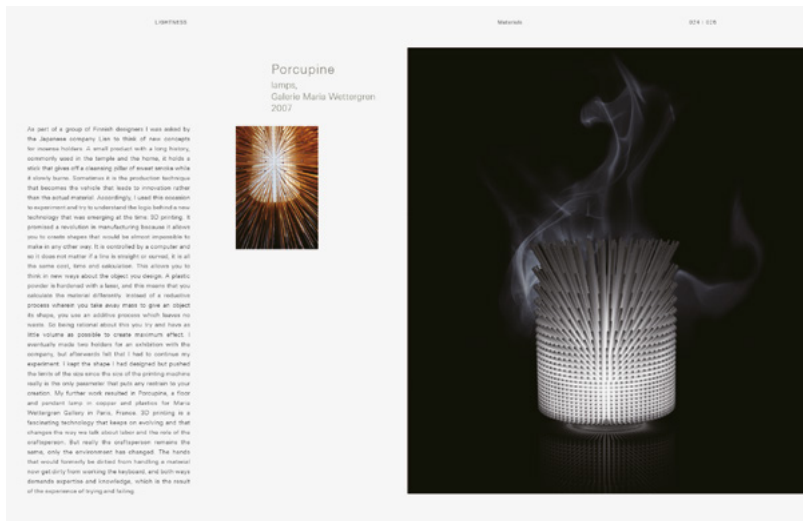 Materials
Porcupine
lamps,
Galerie Maria Wettergren
2007
As part of a group of Finnish designers I was asked by
the Japanese company Lien to think of new concepts
for incense holders. A small product with a long history,
commonly used in the temple and the home, it holds a
stick that gives off a cleansing pillar of sweet smoke while
it slowly burns. Sometimes it is the production technique
that becomes the vehicle that leads to innovation rather
than the actual material. Accordingly, I used this occasion
to experiment and try to understand the logic behind a new
technology that was emerging at the time: 3D printing. It
promised a revolution in manufacturing because it allows
you to create shapes that would be almost impossible to
make in any other way. It is controlled by a computer and
so it does not matter if a line is straight or curved, it is all
the same cost, time and calculation. This allows you to
think in new ways about the object you design. A plastic
powder is hardened with a laser, and this means that you
calculate the material differently. Instead of a reductive
process wherein you take away mass to give an object
its shape, you use an additive process which leaves no
waste. So being rational about this you try and have as
little volume as possible to create maximum effect. I
eventually made two holders for an exhibition with the
company, but afterwards felt that I had to continue my
experiment. I kept the shape I had designed but pushed
the limits of the size since the size of the printing machine
really is the only parameter that puts any restrain to your
creation. My further work resulted in Porcupine, a floor
and pendant lamp in copper and plastics for Maria
Wettergren Gallery in Paris, France. 3D printing is a
fascinating technology that keeps on evolving and that
changes the way we talk about labor and the role of the
craftsperson. But really the craftsperson remains the
same, only the environment has changed. The hands
that would formerly be dirtied from handling a material
now get dirty from working the keyboard, and both ways
demands expertise and knowledge, which is the result
of the experience of trying and failing.